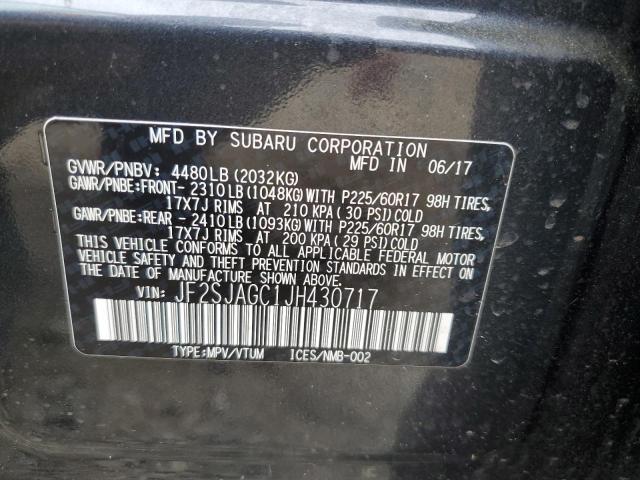 MFD BY SUBARU CORPORATION
GVWR/PNBV: 4480LB (2032KG) MFD IN 06/17
GAWR/PNBE:FRONT- 2310LB(1048KG)WITH P225/60R17 98H TIRES,
17X7J RIMS AT 210 KPA (30 PSI) COLD
GAWR/PNBE:REAR - 2410LB(1093KG)WITH P225/60R17 98H TIRES,
17X7J RIMS AT 200 KPA (29 PSI) COLD
THIS VEHICLE CONFORMS TO ALL APPLICABLE FEDERAL MOTOR
VEHICLE SAFETY AND THEFT PREVENTION STANDARDS IN EFFECT ON
THE DATE OF MANUFACTURE SHOWN ABOVE.
VIN: JF2SJAGC1JH430717
TYPE:MPV/VTUM ICES/NMB-002